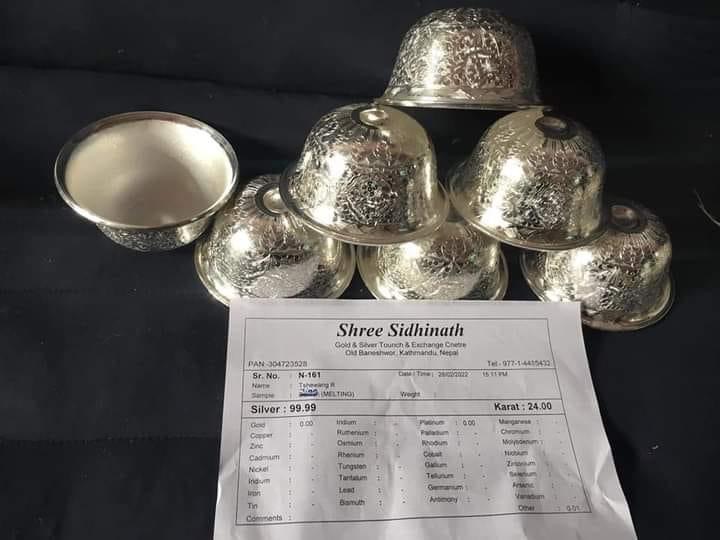 Shree Sidhinath
Gold & Silver Tounch & Exchange Cnetre
Old Baneshwor, Kathmandu, Nepal
PAN:-304723528 Tel:- 977-1-4455432
Sr. No. : N-161 Date / Time : 28/02/2022 15:11 PM
Name : Tshewang R
Sample : (MELTING) Weight :
Silver : 99.99 Karat : 24.00
Gold : 0.00 Indium : - Platinum : 0.00 Manganese : -
Copper : - Ruthenium : - Palladium : - Chromium : -
Zinc : - Osmium : - Rhodium : - Molybdenum : -
Cadmium : - Rhenium : - Cobalt : - Niobium -
Nickel : - Tungsten : - Gallium : - Zirconium -
Iridium : - Tantalum : - Tellurium : - Selenium -
Iron : - Lead : - Germanium : - Arsenic -
Tin : - Bismuth : - Antimony : - Vanadium -
Other : 0.01
Comments :